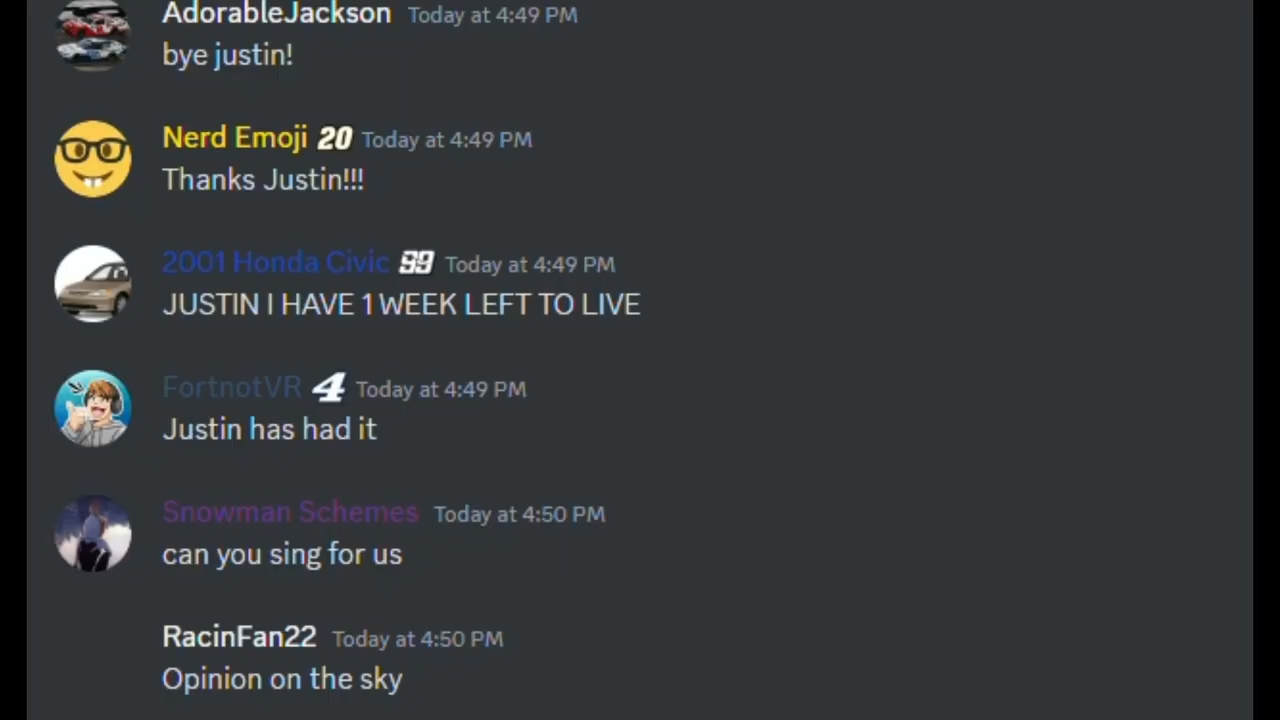 AdorableJackson Today at 4:49 PM
bye justin!
Nerd Emoji 20 Today at 4:49 PM
Thanks Justin!!!
2001 Honda Civic 99 Today at 4:49 PM
JUSTIN I HAVE 1 WEEK LEFT TO LIVE
FortnotVR 4 Today at 4:49 PM
Justin has had it
Snowman Schemes Today at 4:50 PM
can you sing for us
RacinFan22 Today at 4:50 PM
Opinion on the sky